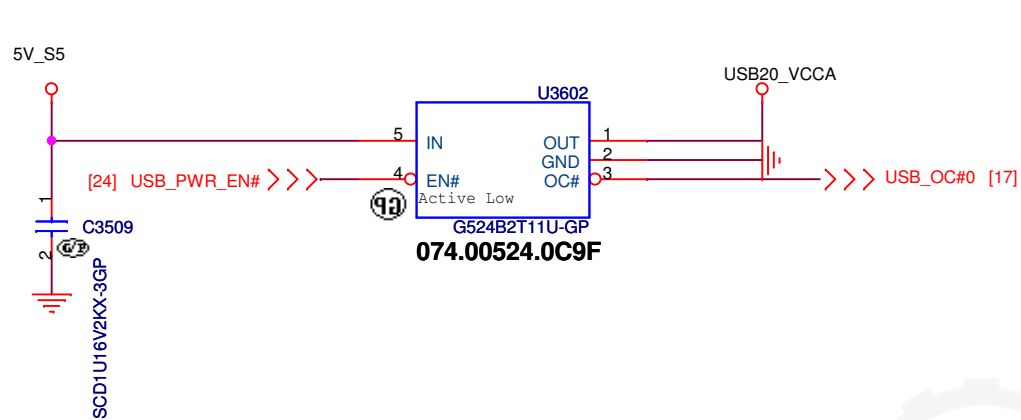 5V_S5
USB20_VCCA
U3602
5
IN
OUT
1
GND
2
[24] USB_PWR_EN#
4
EN#
OC#
3
USB_OC#0 [17]
Active Low
GP
1
C3509
2
G/P
SCD1U16V2KX-3GP
G524B2T11U-GP
074.00524.0C9F